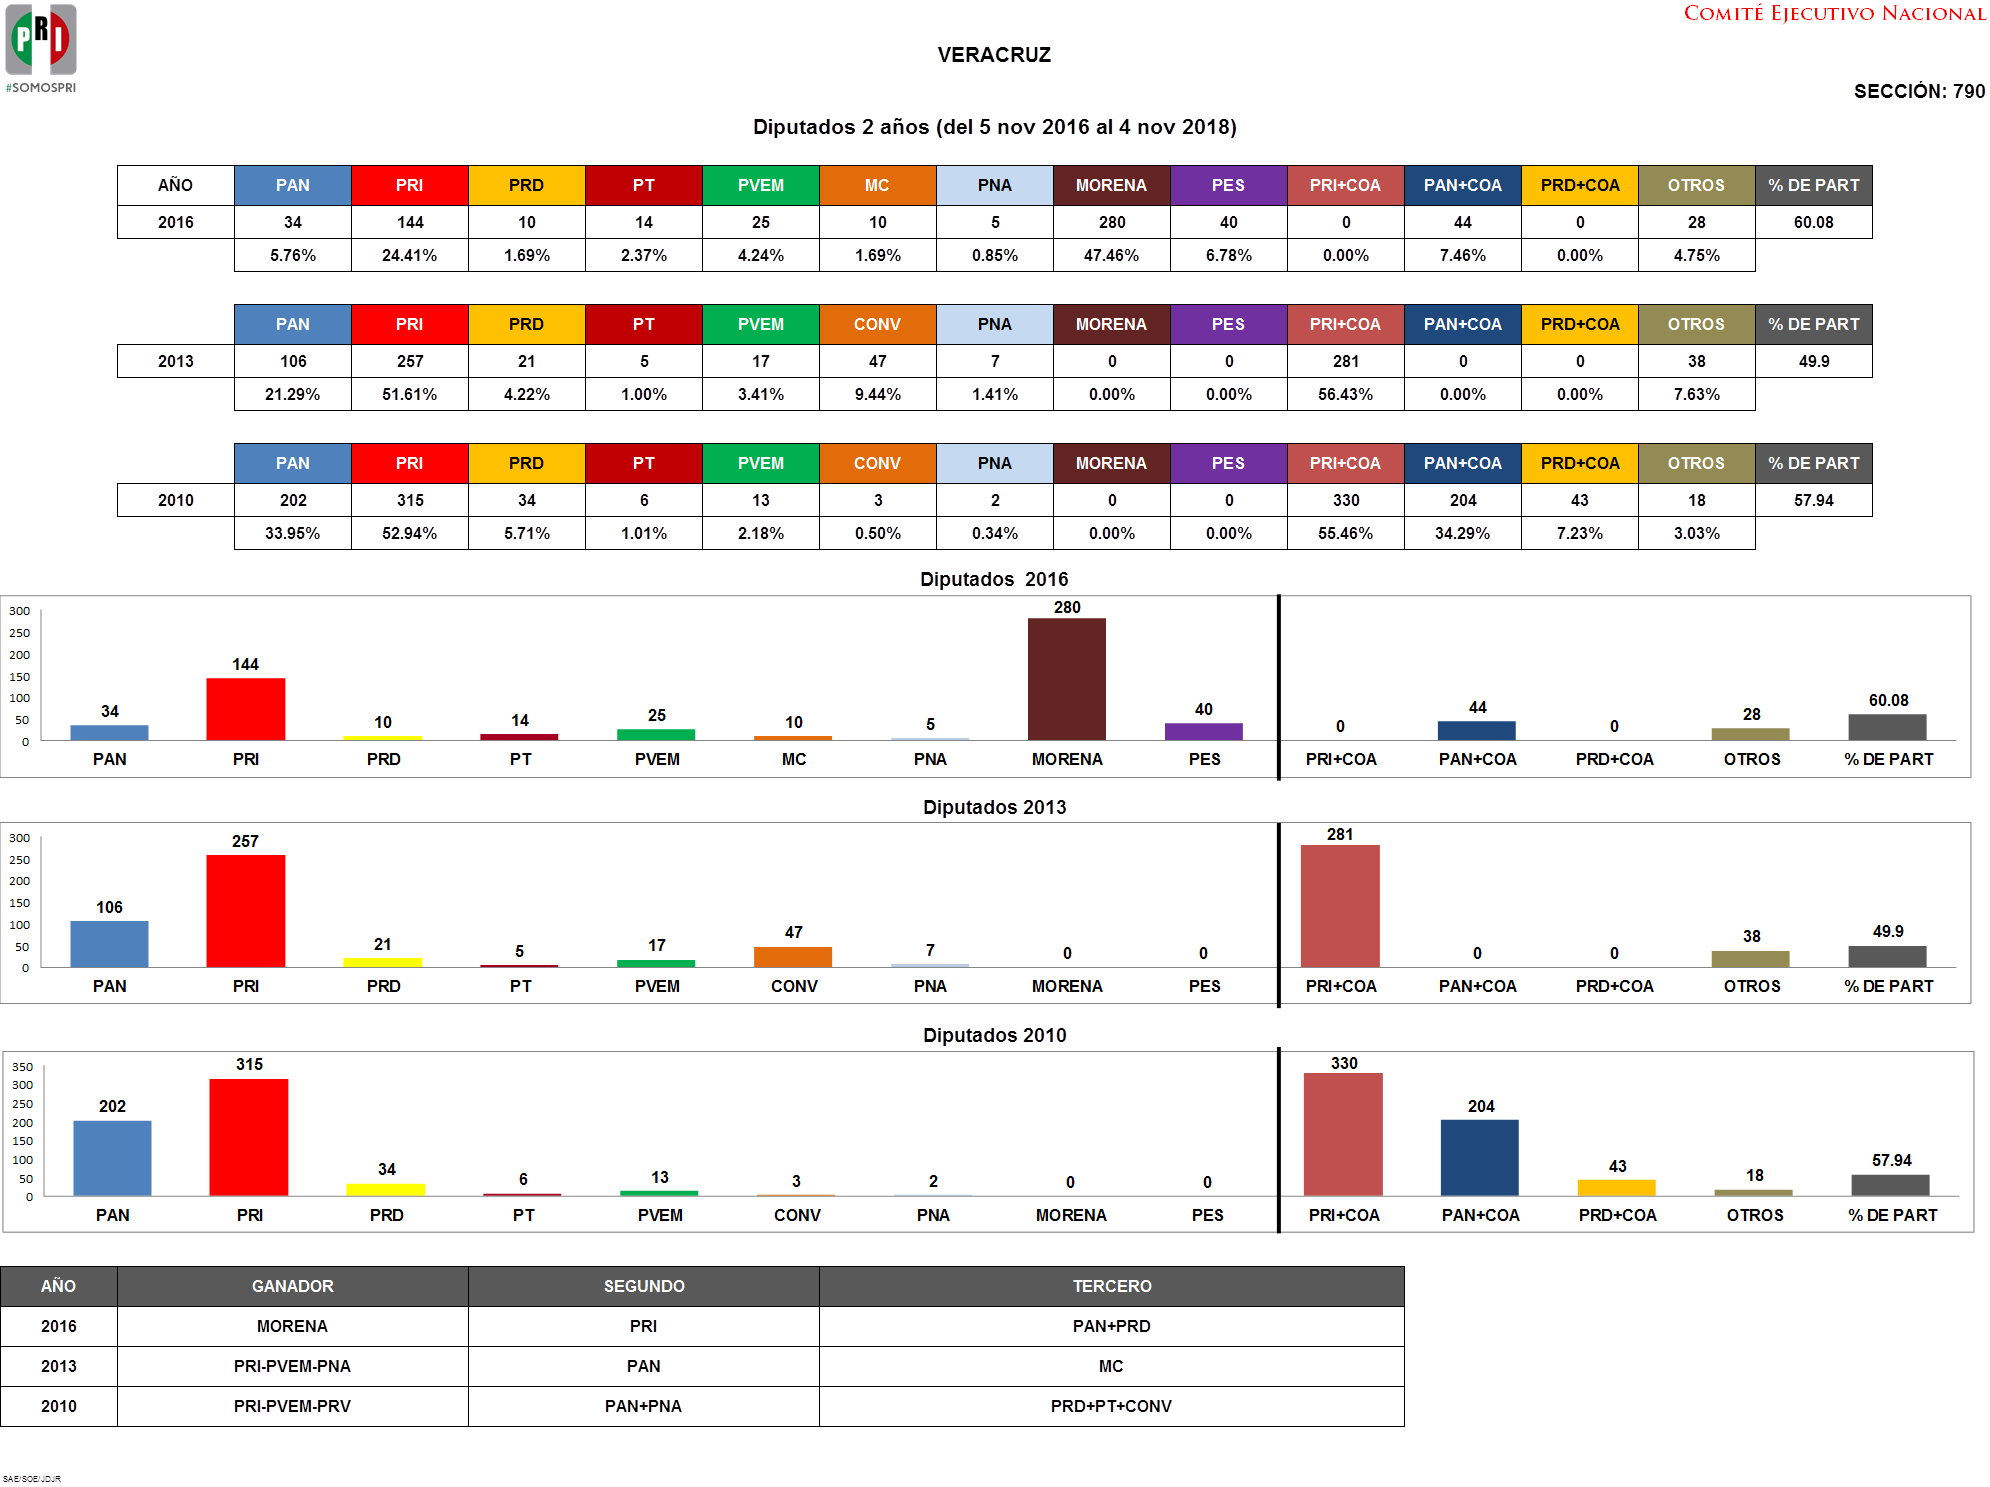 PRI
#SOMOSPRI
COMITÉ EJECUTIVO NACIONAL
VERACRUZ
SECCIÓN: 790
Diputados 2 años (del 5 nov 2016 al 4 nov 2018)
AÑO PAN PRI PRD PT PVEM MC PNA MORENA PES PRI+COA PAN+COA PRD+COA OTROS % DE PART
2016 34 144 10 14 25 10 5 280 40 0 44 0 28 60.08
5.76% 24.41% 1.69% 2.37% 4.24% 1.69% 0.85% 47.46% 6.78% 0.00% 7.46% 0.00% 4.75%
PAN PRI PRD PT PVEM CONV PNA MORENA PES PRI+COA PAN+COA PRD+COA OTROS % DE PART
2013 106 257 21 5 17 47 7 0 0 281 0 0 38 49.9
21.29% 51.61% 4.22% 1.00% 3.41% 9.44% 1.41% 0.00% 0.00% 56.43% 0.00% 0.00% 7.63%
PAN PRI PRD PT PVEM CONV PNA MORENA PES PRI+COA PAN+COA PRD+COA OTROS % DE PART
2010 202 315 34 6 13 3 2 0 0 330 204 43 18 57.94
33.95% 52.94% 5.71% 1.01% 2.18% 0.50% 0.34% 0.00% 0.00% 55.46% 34.29% 7.23% 3.03%
Diputados 2016
300
250
200
150
100
50
0
34 144 10 14 25 10 5 280 40 0 44 0 28 60.08
PAN PRI PRD PT PVEM MC PNA MORENA PES PRI+COA PAN+COA PRD+COA OTROS % DE PART
Diputados 2013
300
250
200
150
100
50
0
106 257 21 5 17 47 7 0 0 281 0 0 38 49.9
PAN PRI PRD PT PVEM CONV PNA MORENA PES PRI+COA PAN+COA PRD+COA OTROS % DE PART
Diputados 2010
350
300
250
200
150
100
50
0
202 315 34 6 13 3 2 0 0 330 204 43 18 57.94
PAN PRI PRD PT PVEM CONV PNA MORENA PES PRI+COA PAN+COA PRD+COA OTROS % DE PART
AÑO GANADOR SEGUNDO TERCERO
2016 MORENA PRI PAN+PRD
2013 PRI-PVEM-PNA PAN MC
2010 PRI-PVEM-PRV PAN+PNA PRD+PT+CONV
SAE/SOE/JDJR